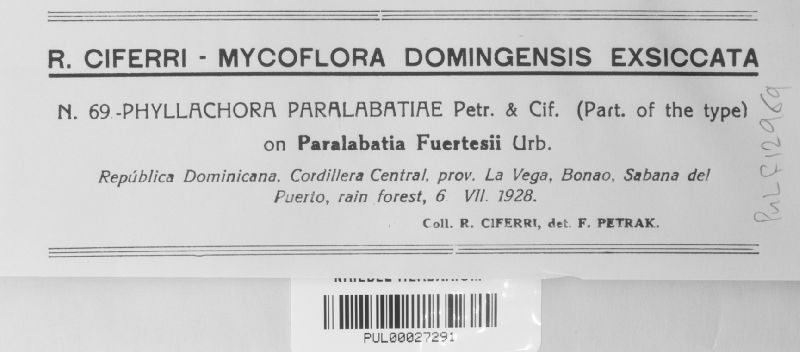 R. CIFERRI - MYCOFLORA DOMINGENSIS EXSICCATA
N. 69.-PHYLLACHORA PARALABATIAE Petr. & Cif. (Part. of the type)
on Paralabatia Fuertesii Urb.
República Dominicana. Cordillera Central, prov. La Vega, Bonao, Sabana del
Puerto, rain forest, 6 VII. 1928.
Coll. R. CIFERRI, det. F. PETRAK.
PUL F12969
KRIEBEL HERBARIUM
PUL00027291